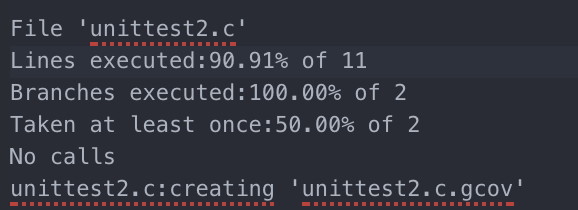 File 'unittest2.c'
Lines executed:90.91% of 11
Branches executed:100.00% of 2
Taken at least once:50.00% of 2
No calls
unittest2.c:creating 'unittest2.c.gcov'